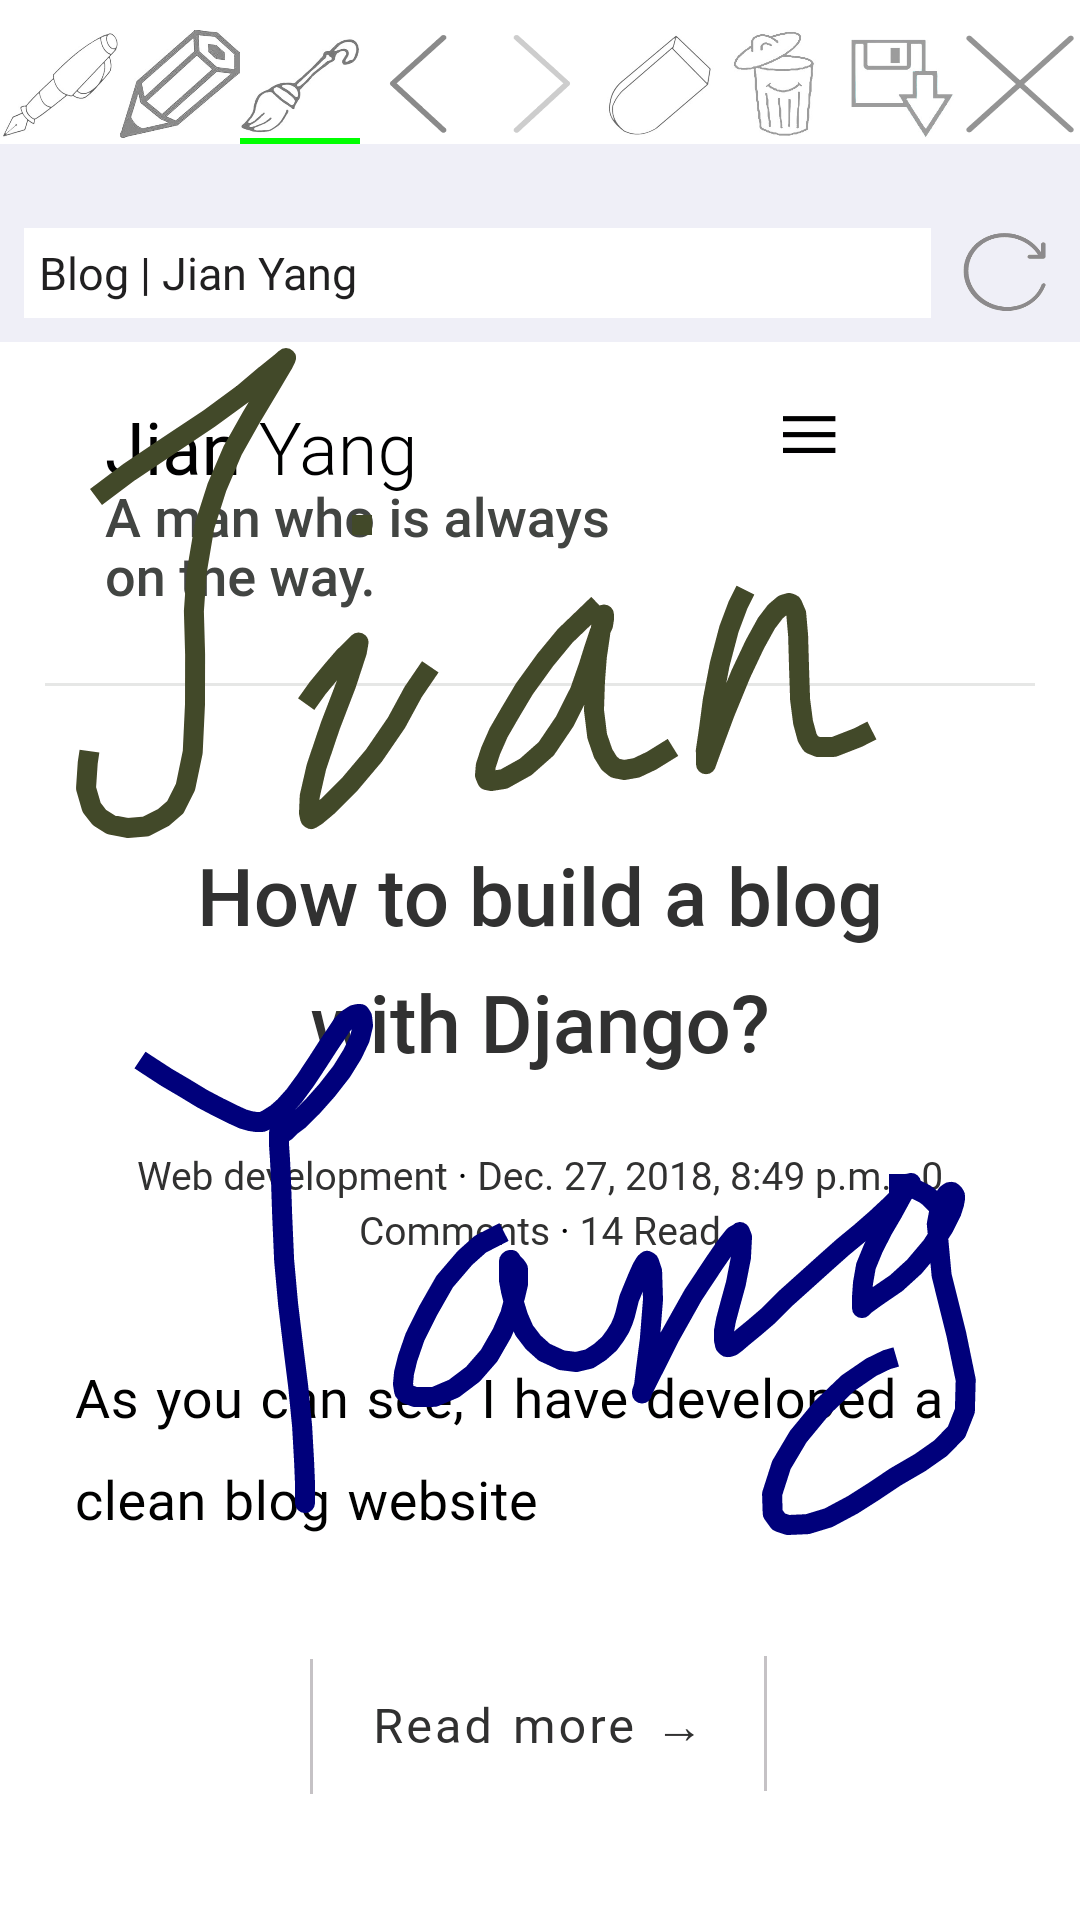 Blog | Jian Yang
Jian Yang
A man who is always
on the way.
Jian
How to build a blog
with Django?
Yang
Web development · Dec. 27, 2018, 8:49 p.m. · 0
Comments · 14 Read
As you can see, I have developed a
clean blog website
Read more →